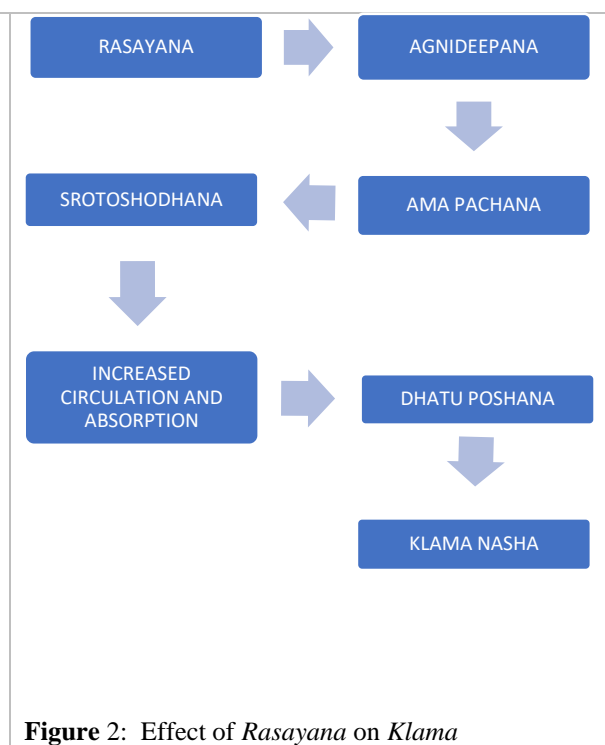 RASAYANA
AGNIDEEPANA
AMA PACHANA
SROTOSHODHANA
INCREASED
CIRCULATION AND
ABSORPTION
DHATU POSHANA
KLAMA NASHA
Figure 2: Effect of Rasayana on Klama